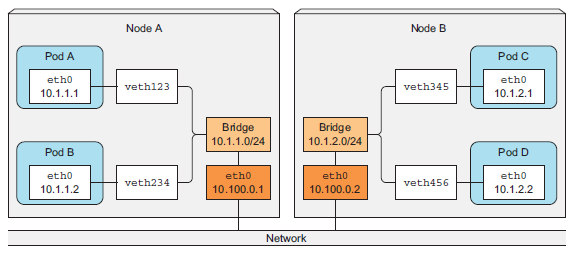 Node A
Pod A
eth0
10.1.1.1
veth123
Bridge
10.1.1.0/24
Pod B
eth0
10.1.1.2
veth234
eth0
10.100.0.1
Node B
Pod C
eth0
10.1.2.1
veth345
Bridge
10.1.2.0/24
Pod D
eth0
10.1.2.2
veth456
eth0
10.100.0.2
Network